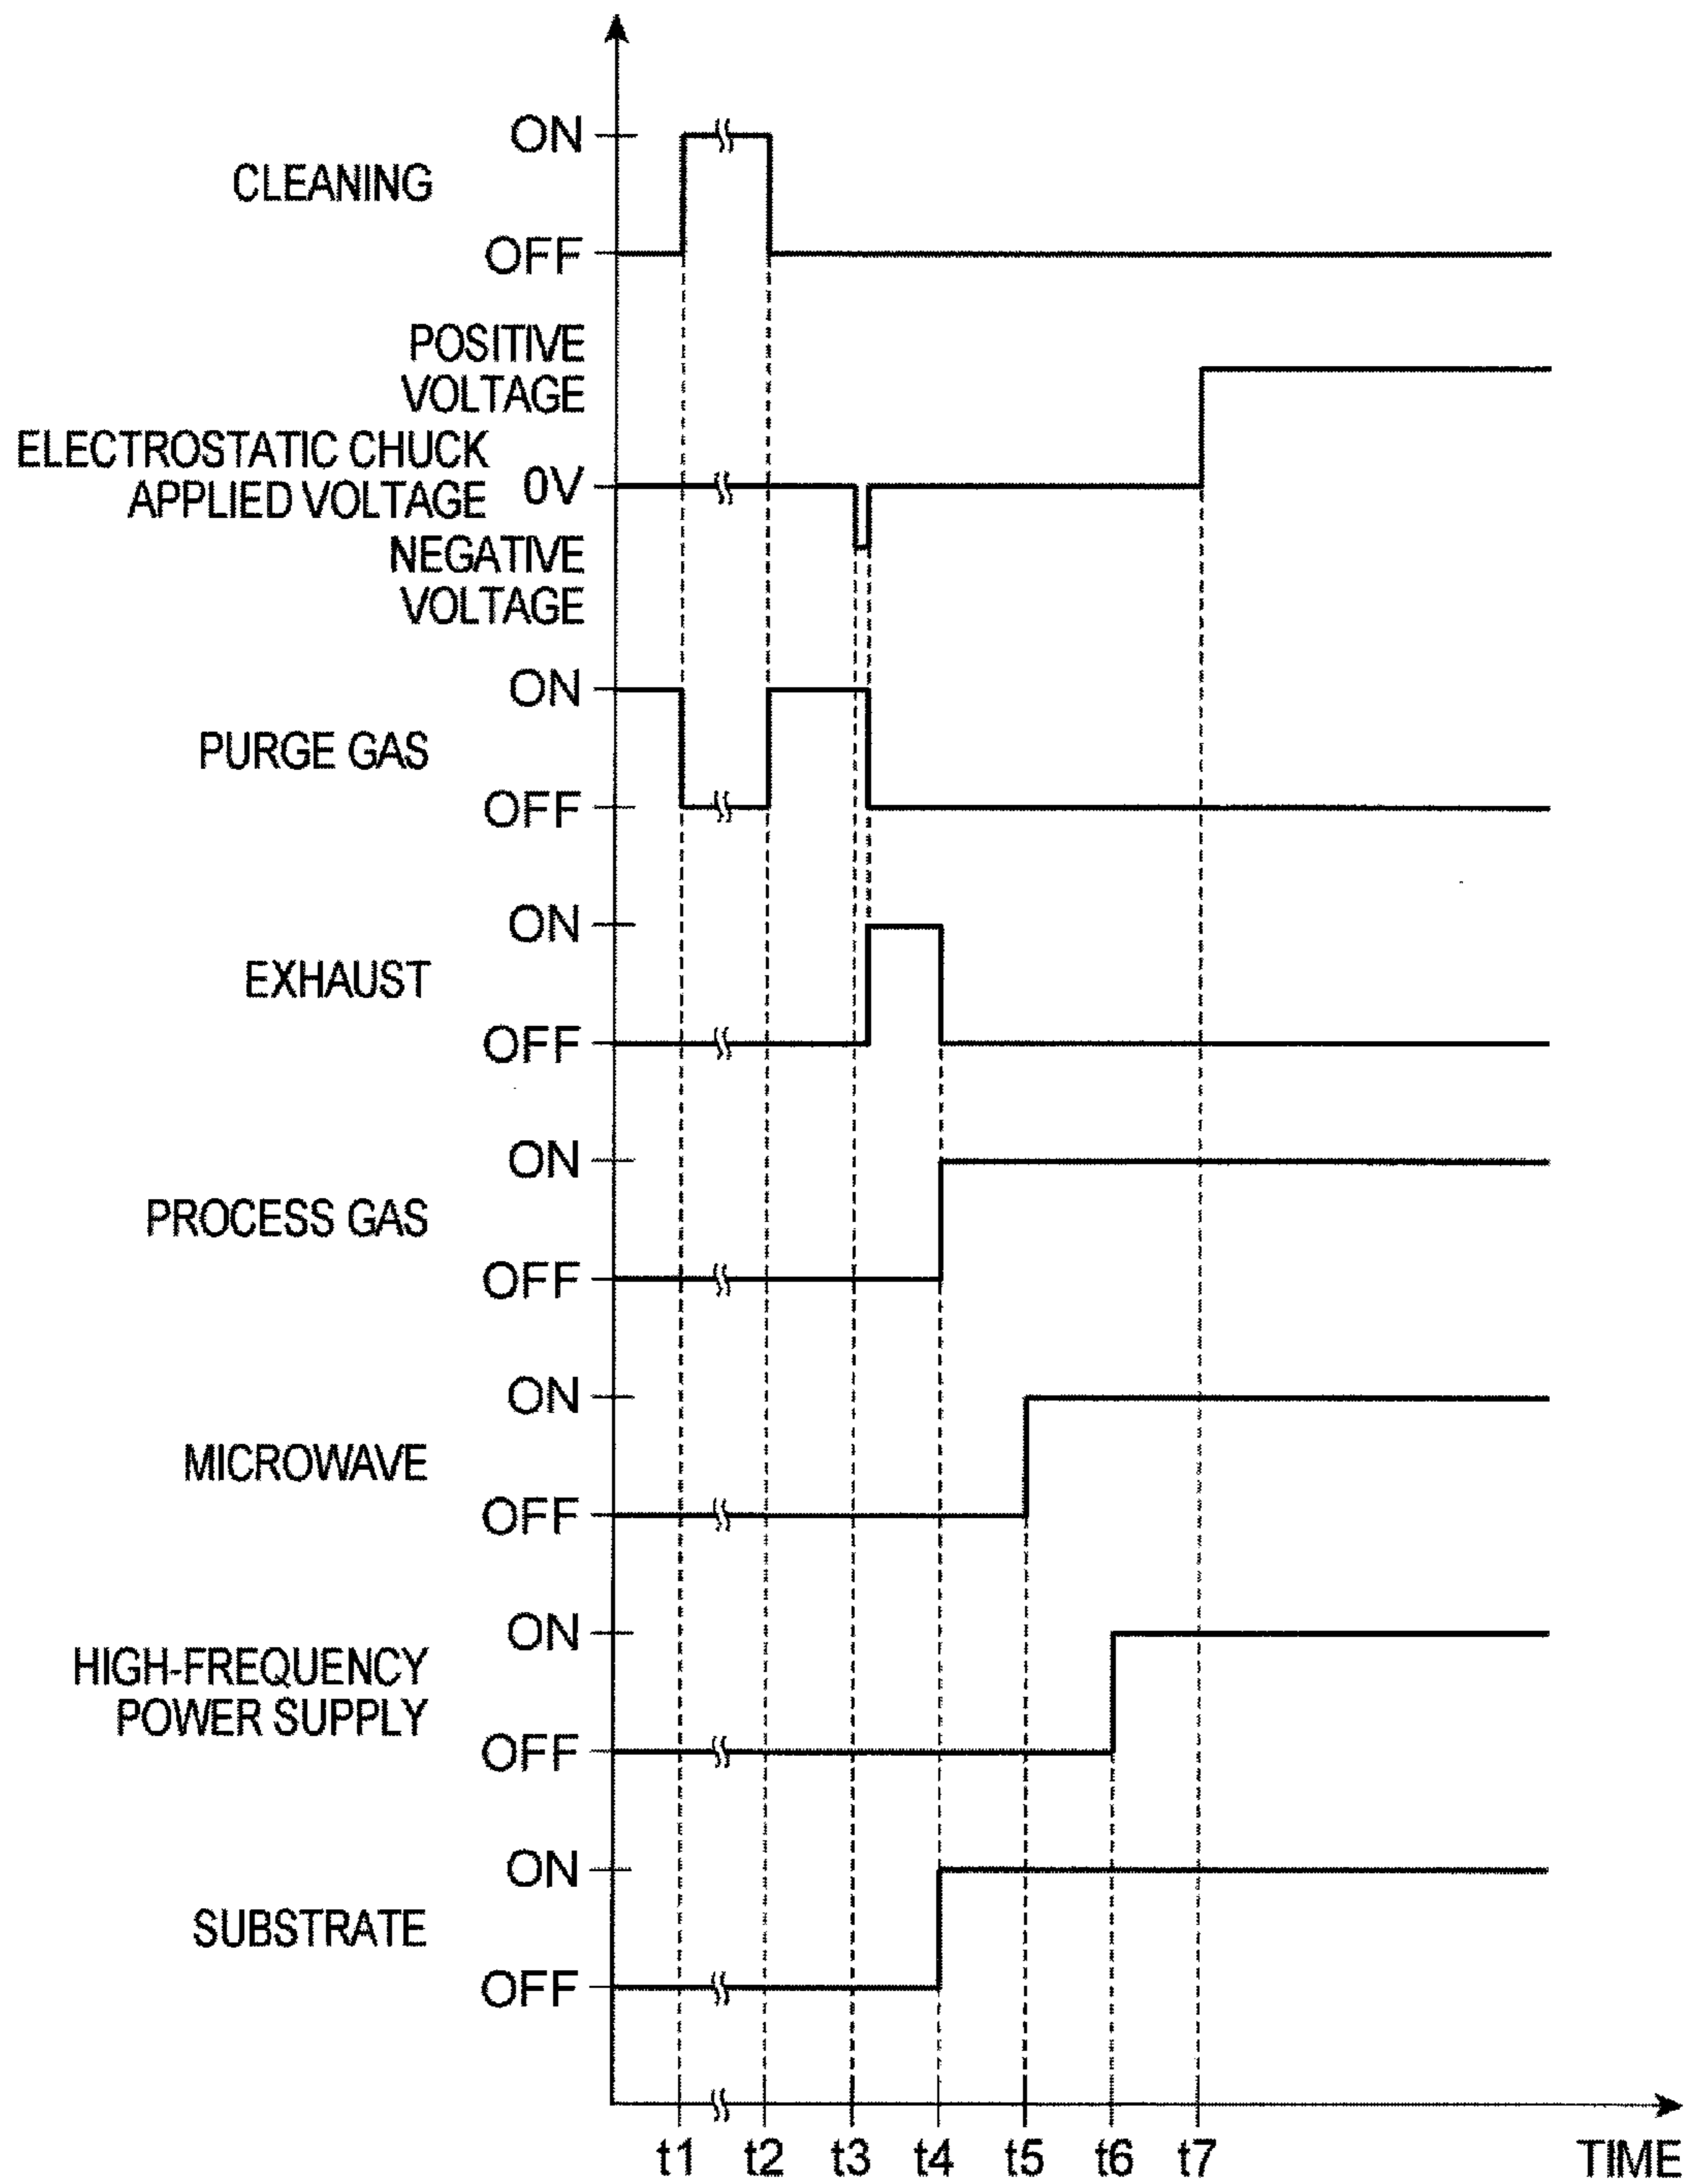 ON
CLEANING
OFF
POSITIVE
VOLTAGE
ELECTROSTATIC CHUCK
APPLIED VOLTAGE
0V
NEGATIVE
VOLTAGE
ON
PURGE GAS
OFF
ON
EXHAUST
OFF
ON
PROCESS GAS
OFF
ON
MICROWAVE
OFF
ON
HIGH-FREQUENCY
POWER SUPPLY
OFF
ON
SUBSTRATE
OFF
t1 t2 t3 t4 t5 t6 t7 TIME